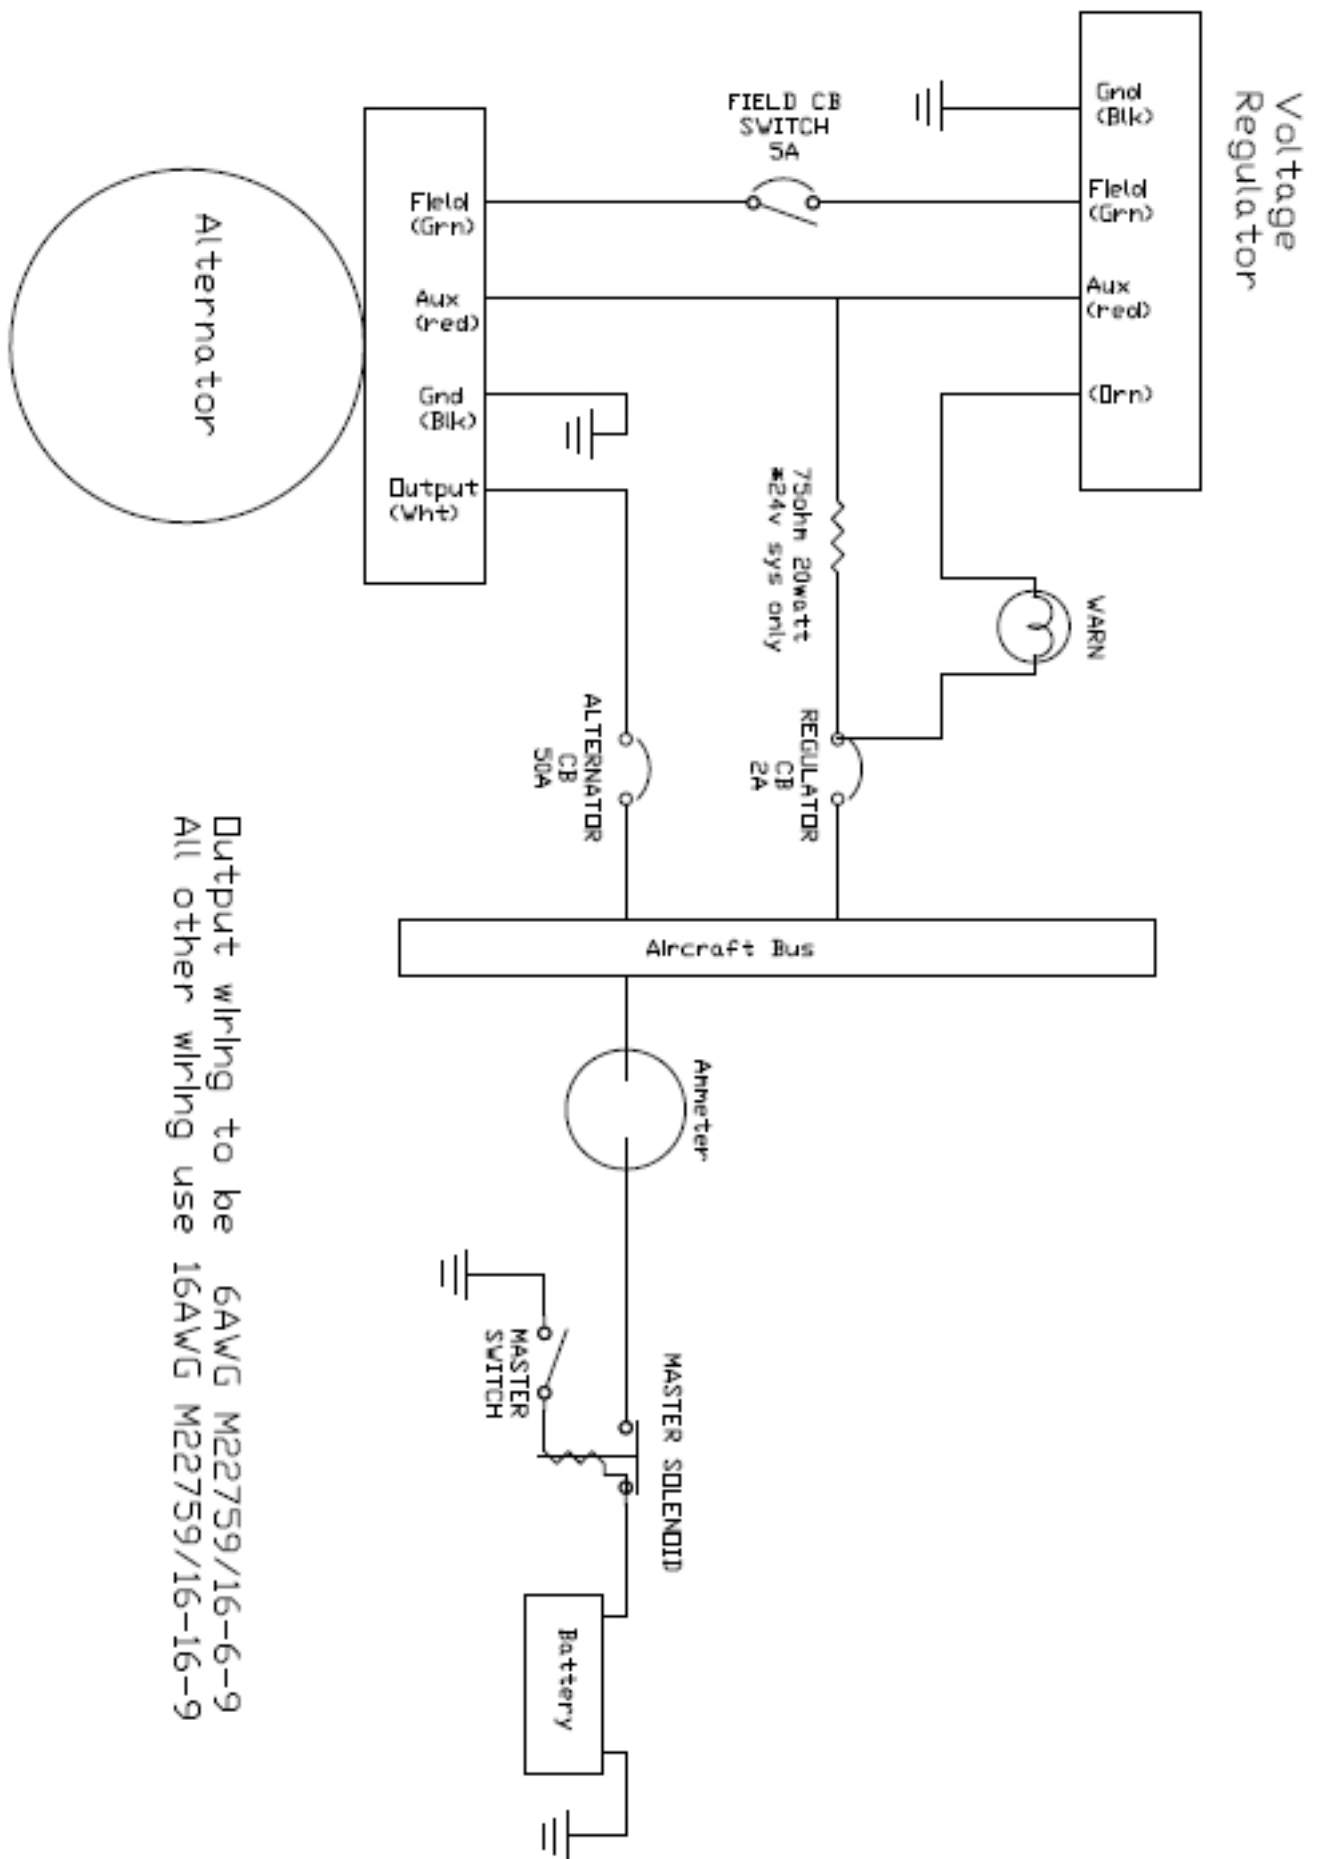 Voltage
Regulator
Gnd
(Blk)
Field
(Grn)
Aux
(red)
(Orn)
FIELD CB
SWITCH
5A
Alternator
Field
(Grn)
Aux
(red)
Gnd
(Blk)
Output
(Wht)
75ohm 20watt
*24v sys only
WARN
REGULATOR
CB
2A
ALTERNATOR
CB
50A
Aircraft Bus
Ammeter
MASTER
SWITCH
MASTER SOLENOID
Battery
Output wiring to be 6AWG M22759/16-6-9
All other wiring use 16AWG M22759/16-16-9